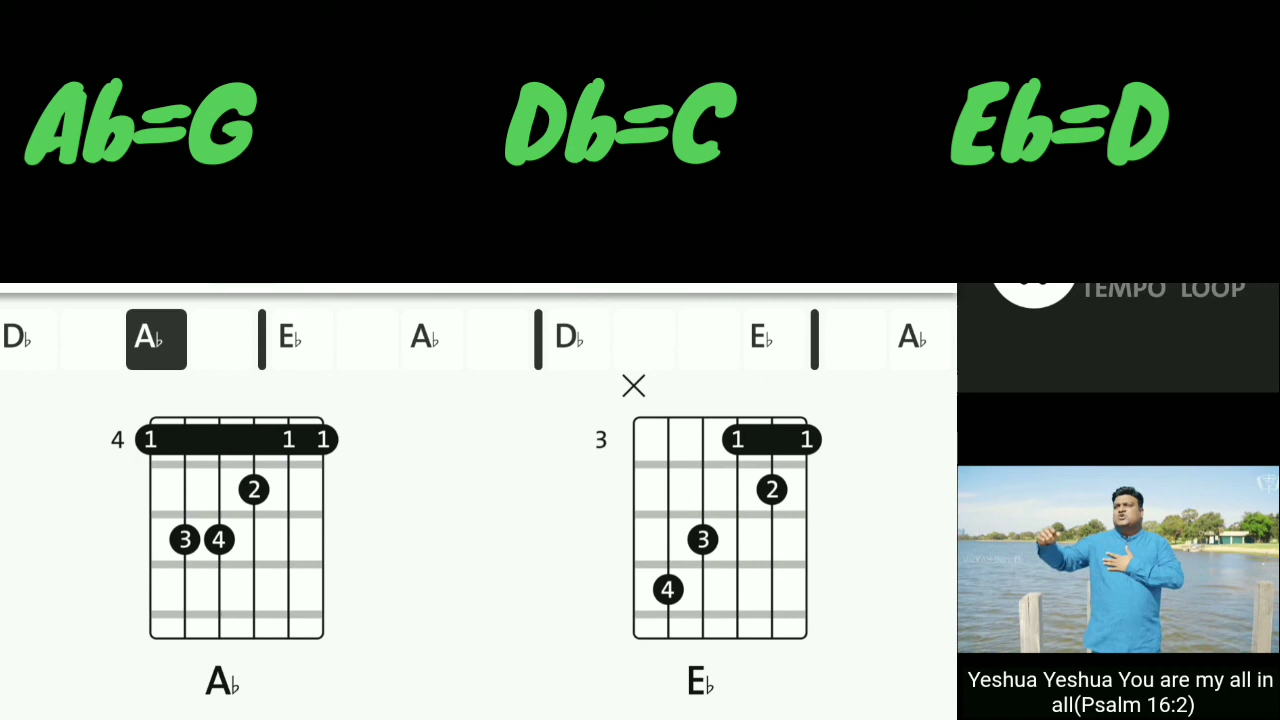 Ab=G Db=C Eb=D
TEMPO LOOP
D♭ A♭ E♭ A♭ D♭ E♭ A♭
4 1 1 1
2
3 4
A♭
3 1 1
2
3
4
E♭
Yeshua Yeshua You are my all in
all(Psalm 16:2)